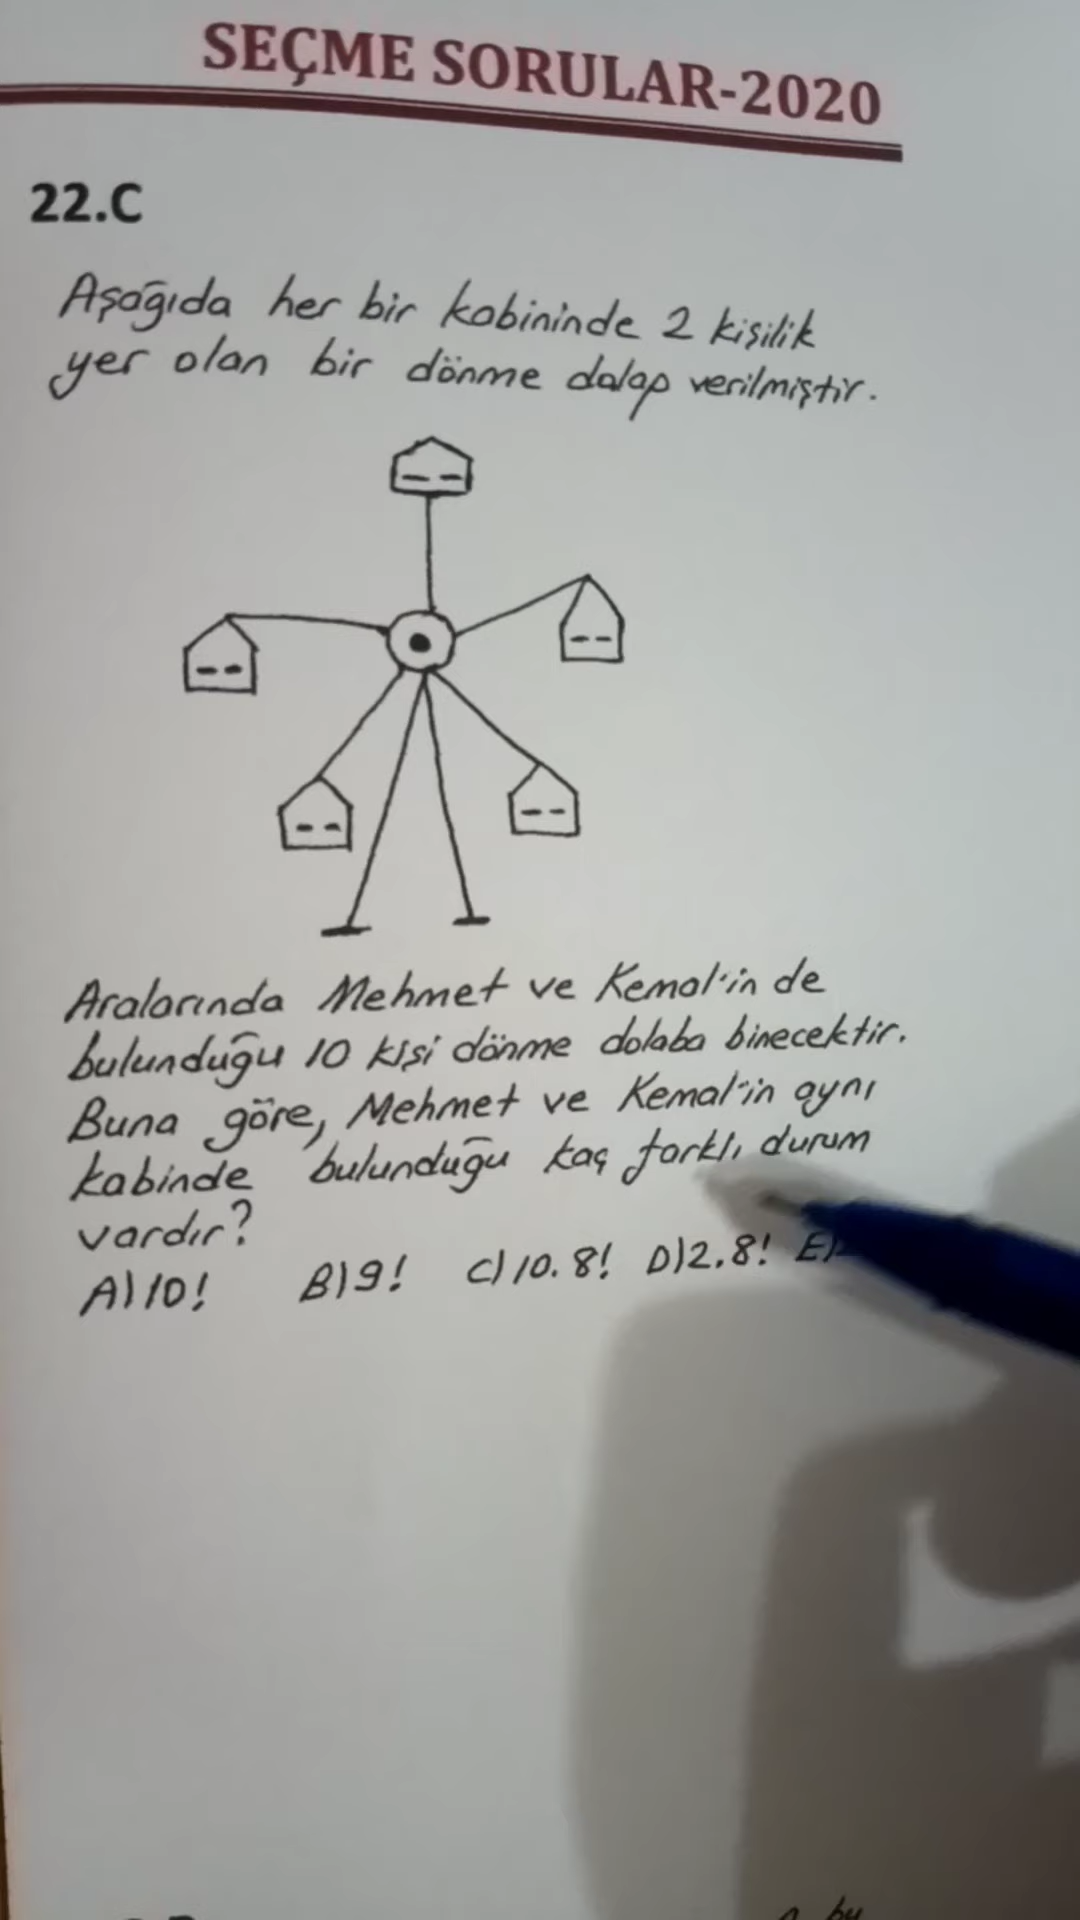 SEÇME SORULAR-2020
22.C
Aşağıda her bir kabininde 2 kişilik
yer olan bir dönme dalap verilmiştir.
Aralarında Mehmet ve Kemal'in de
bulunduğu 10 kişi dönme dolaba binecektir.
Buna göre, Mehmet ve Kemal'in aynı
kabinde bulunduğu kaç farklı durum
vardır?
A) 10! B) 9! C) 10.8! D) 2.8! E)
by